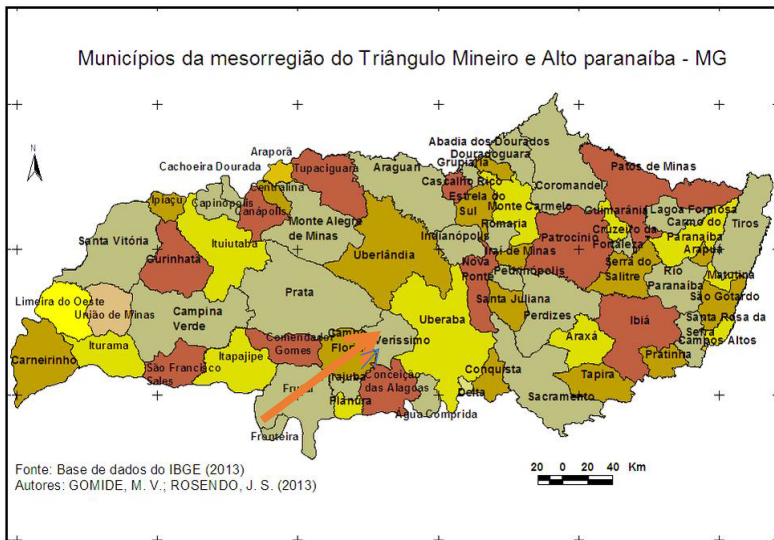 Municípios da mesorregião do Triângulo Mineiro e Alto paranaíba - MG
N
Abadia dos Dourados
Araporã
Douradoquara
Grupiaria
Cachoeira Dourada
Tupaciguara
Araguari
Patos de Minas
Cascalho Rico
Coromandel
Ipiaçu
Capinópolis
Centralina
Canápolis
Estrela do
Sul
Monte Carmelo
Guimarânia
Lagoa Formosa
Carmo do
Paranaiba
Tiros
Monte Alegre
de Minas
Romaria
Cruzeiro da
Fortaleza
Arapuá
Santa Vitória
Ituiutaba
Uberlândia
Indianópolis
Iraí de Minas
Patrocínio
Gurinhatã
Nova
Ponte
Pedrinópolis
Serra do
Salitre
Rio
Paranaiba
Matutina
Limeira do Oeste
União de Minas
Prata
Santa Juliana
São Gotardo
Campina
Verde
Uberaba
Perdizes
Ibiá
Santa Rosa da
Serra
Carneirinho
Iturama
Itapajipe
Comendador
Gomes
Campo
Flor
Veríssimo
Araxá
Campos Altos
Pratinha
São Francisco
Sales
Conceição
das Alagoas
Conquista
Tapira
Planura
Delta
Sacramento
Água Comprida
Fronteira
Fonte: Base de dados do IBGE (2013)
Autores: GOMIDE, M. V.; ROSENDO, J. S. (2013)
20 0 20 40 Km